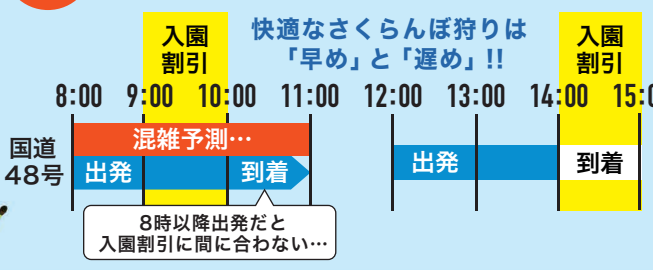 入園
割引
快適なさくらんぼ狩りは
「早め」と「遅め」!!
入園
割引
8:00 9:00 10:00 11:00 12:00 13:00 14:00 15:0
国道
48号
混雑予測…
出発 到着 出発 到着
8時以降出発だと
入園割引に間に合わない…